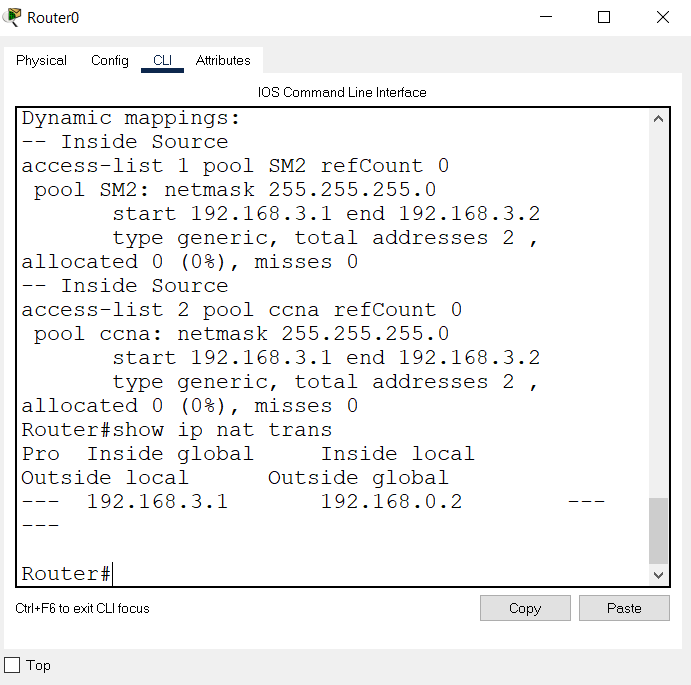 Router0
Physical Config CLI Attributes
IOS Command Line Interface
Dynamic mappings:
-- Inside Source
access-list 1 pool SM2 refCount 0
 pool SM2: netmask 255.255.255.0
       start 192.168.3.1 end 192.168.3.2
       type generic, total addresses 2 ,
allocated 0 (0%), misses 0
-- Inside Source
access-list 2 pool ccna refCount 0
 pool ccna: netmask 255.255.255.0
       start 192.168.3.1 end 192.168.3.2
       type generic, total addresses 2 ,
allocated 0 (0%), misses 0
Router#show ip nat trans
Pro  Inside global     Inside local
Outside local      Outside global
---  192.168.3.1       192.168.0.2        ---
---
Router#
Ctrl+F6 to exit CLI focus
Copy Paste
Top